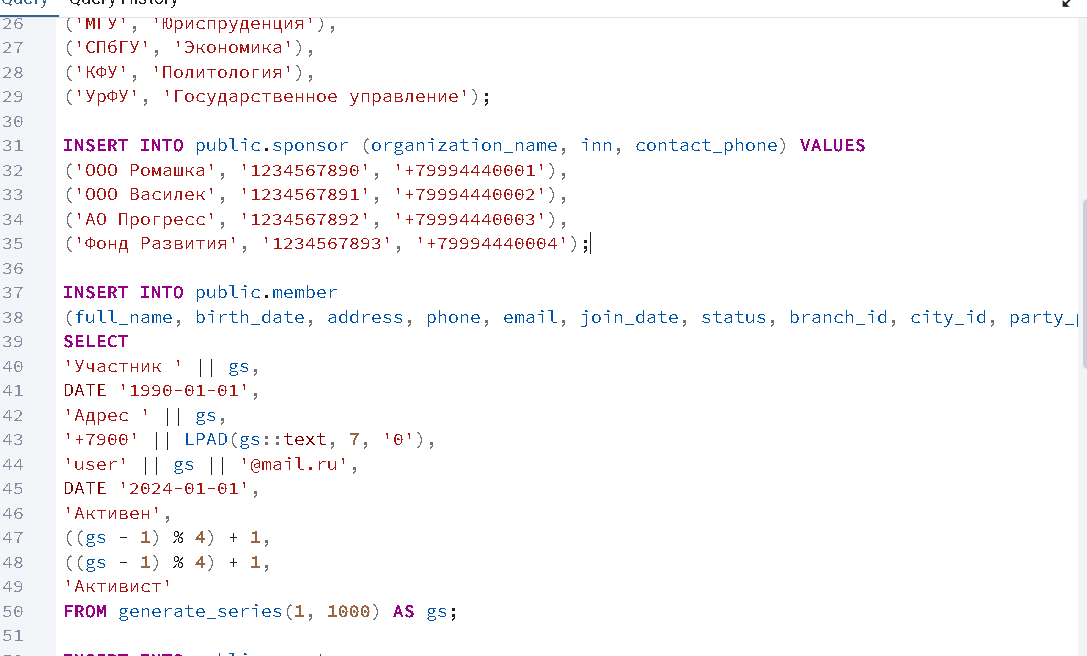 Query Query History
26 ('МГУ', 'Юриспруденция'),
27 ('СПбГУ', 'Экономика'),
28 ('КФУ', 'Политология'),
29 ('УрФУ', 'Государственное управление');
30
31 INSERT INTO public.sponsor (organization_name, inn, contact_phone) VALUES
32 ('ООО Ромашка', '1234567890', '+79994440001'),
33 ('ООО Василек', '1234567891', '+79994440002'),
34 ('АО Прогресс', '1234567892', '+79994440003'),
35 ('Фонд Развития', '1234567893', '+79994440004');
36
37 INSERT INTO public.member
38 (full_name, birth_date, address, phone, email, join_date, status, branch_id, city_id, party_
39 SELECT
40 'Участник ' || gs,
41 DATE '1990-01-01',
42 'Адрес ' || gs,
43 '+7900' || LPAD(gs::text, 7, '0'),
44 'user' || gs || '@mail.ru',
45 DATE '2024-01-01',
46 'Активен',
47 ((gs - 1) % 4) + 1,
48 ((gs - 1) % 4) + 1,
49 'Активист'
50 FROM generate_series(1, 1000) AS gs;
51